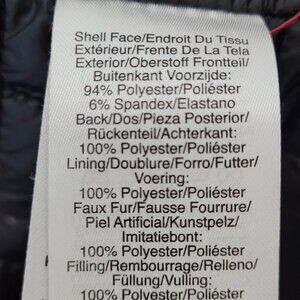 Shell Face/Endroit Du Tissu
Extérieur/Frente De La Tela
Exterior/Oberstoff Frontteil/
Buitenkant Voorzijde:
94% Polyester/Poliéster
6% Spandex/Elastano
Back/Dos/Pieza Posterior/
Rückenteil/Achterkant:
100% Polyester/Poliéster
Lining/Doublure/Forro/Futter/
Voering:
100% Polyester/Poliéster
Faux Fur/Fausse Fourrure/
Piel Artificial/Kunstpelz/
Imitatiebont:
100% Polyester/Poliéster
Filling/Rembourrage/Relleno/
Füllung/Vulling:
100% Polyester/Poliéster